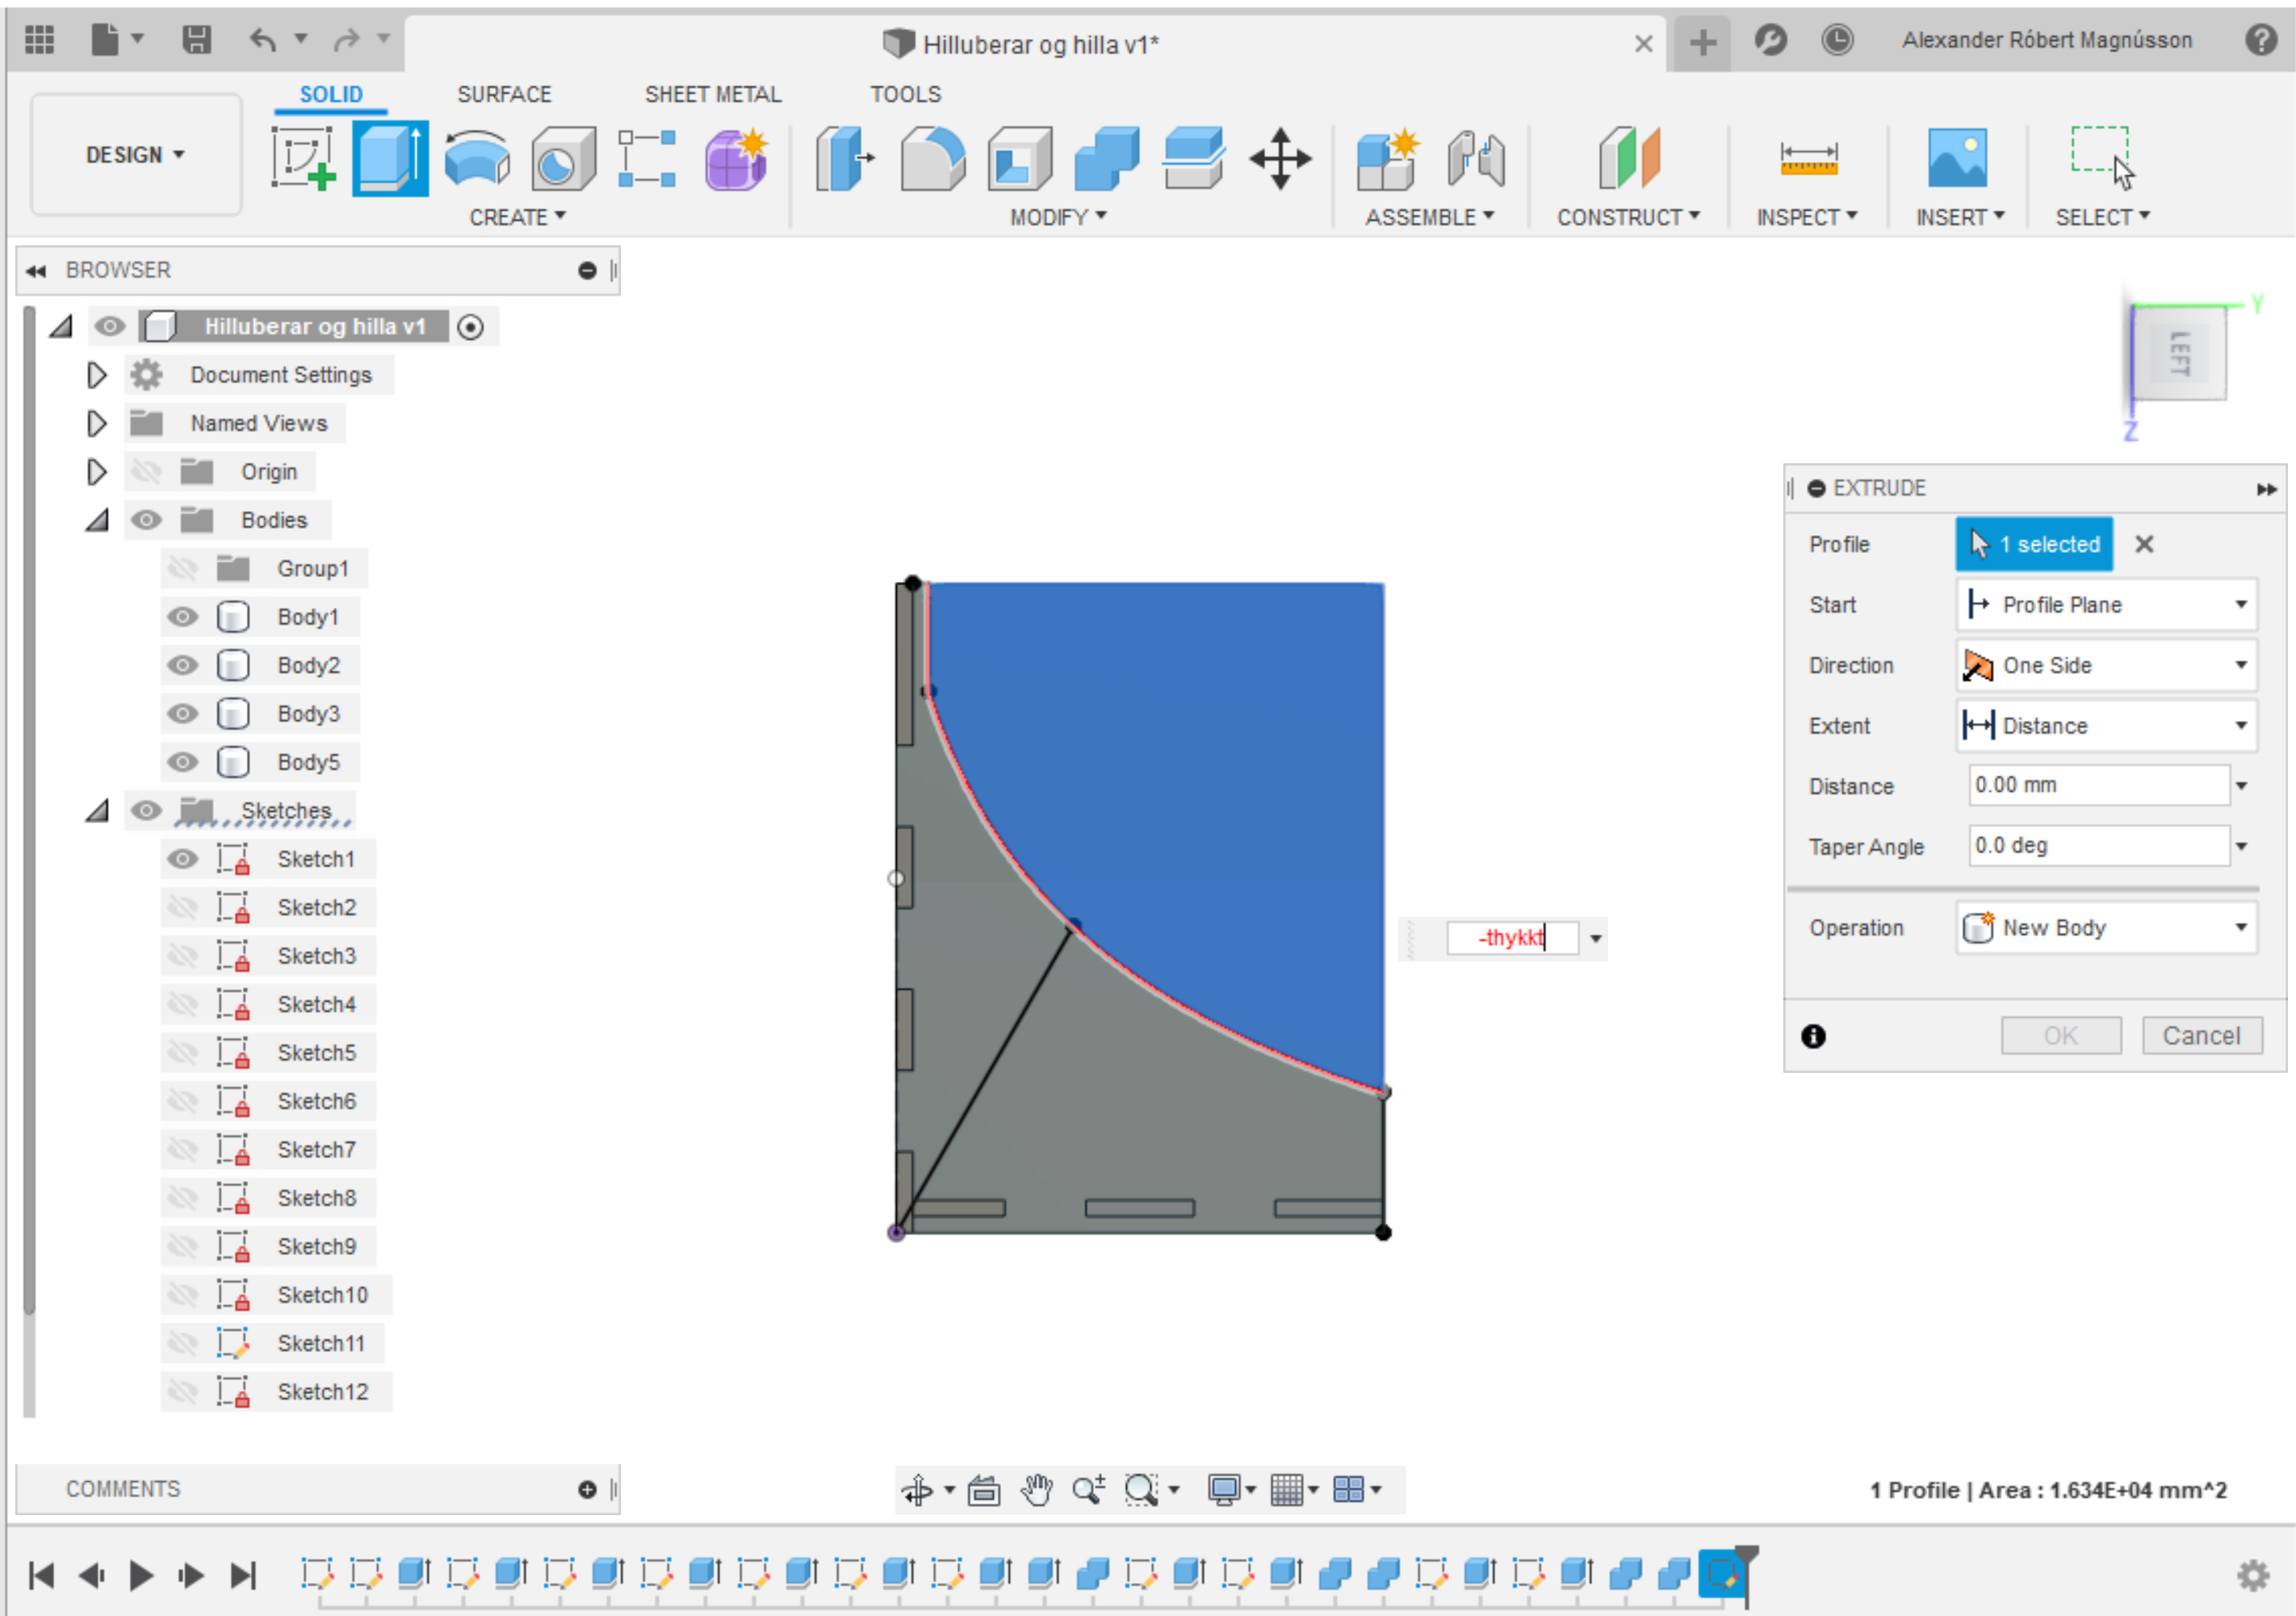 Hilluberar og hilla v1*
Alexander Róbert Magnússon
SOLID
SURFACE
SHEET METAL
TOOLS
DESIGN
CREATE
MODIFY
ASSEMBLE
CONSTRUCT
INSPECT
INSERT
SELECT
BROWSER
Hilluberar og hilla v1
Document Settings
Named Views
Origin
Bodies
Group1
Body1
Body2
Body3
Body5
Sketches
Sketch1
Sketch2
Sketch3
Sketch4
Sketch5
Sketch6
Sketch7
Sketch8
Sketch9
Sketch10
Sketch11
Sketch12
COMMENTS
Y
LEFT
Z
-thykkt
EXTRUDE
Profile
1 selected
Start
Profile Plane
Direction
One Side
Extent
Distance
Distance
0.00 mm
Taper Angle
0.0 deg
Operation
New Body
OK
Cancel
1 Profile | Area : 1.634E+04 mm^2